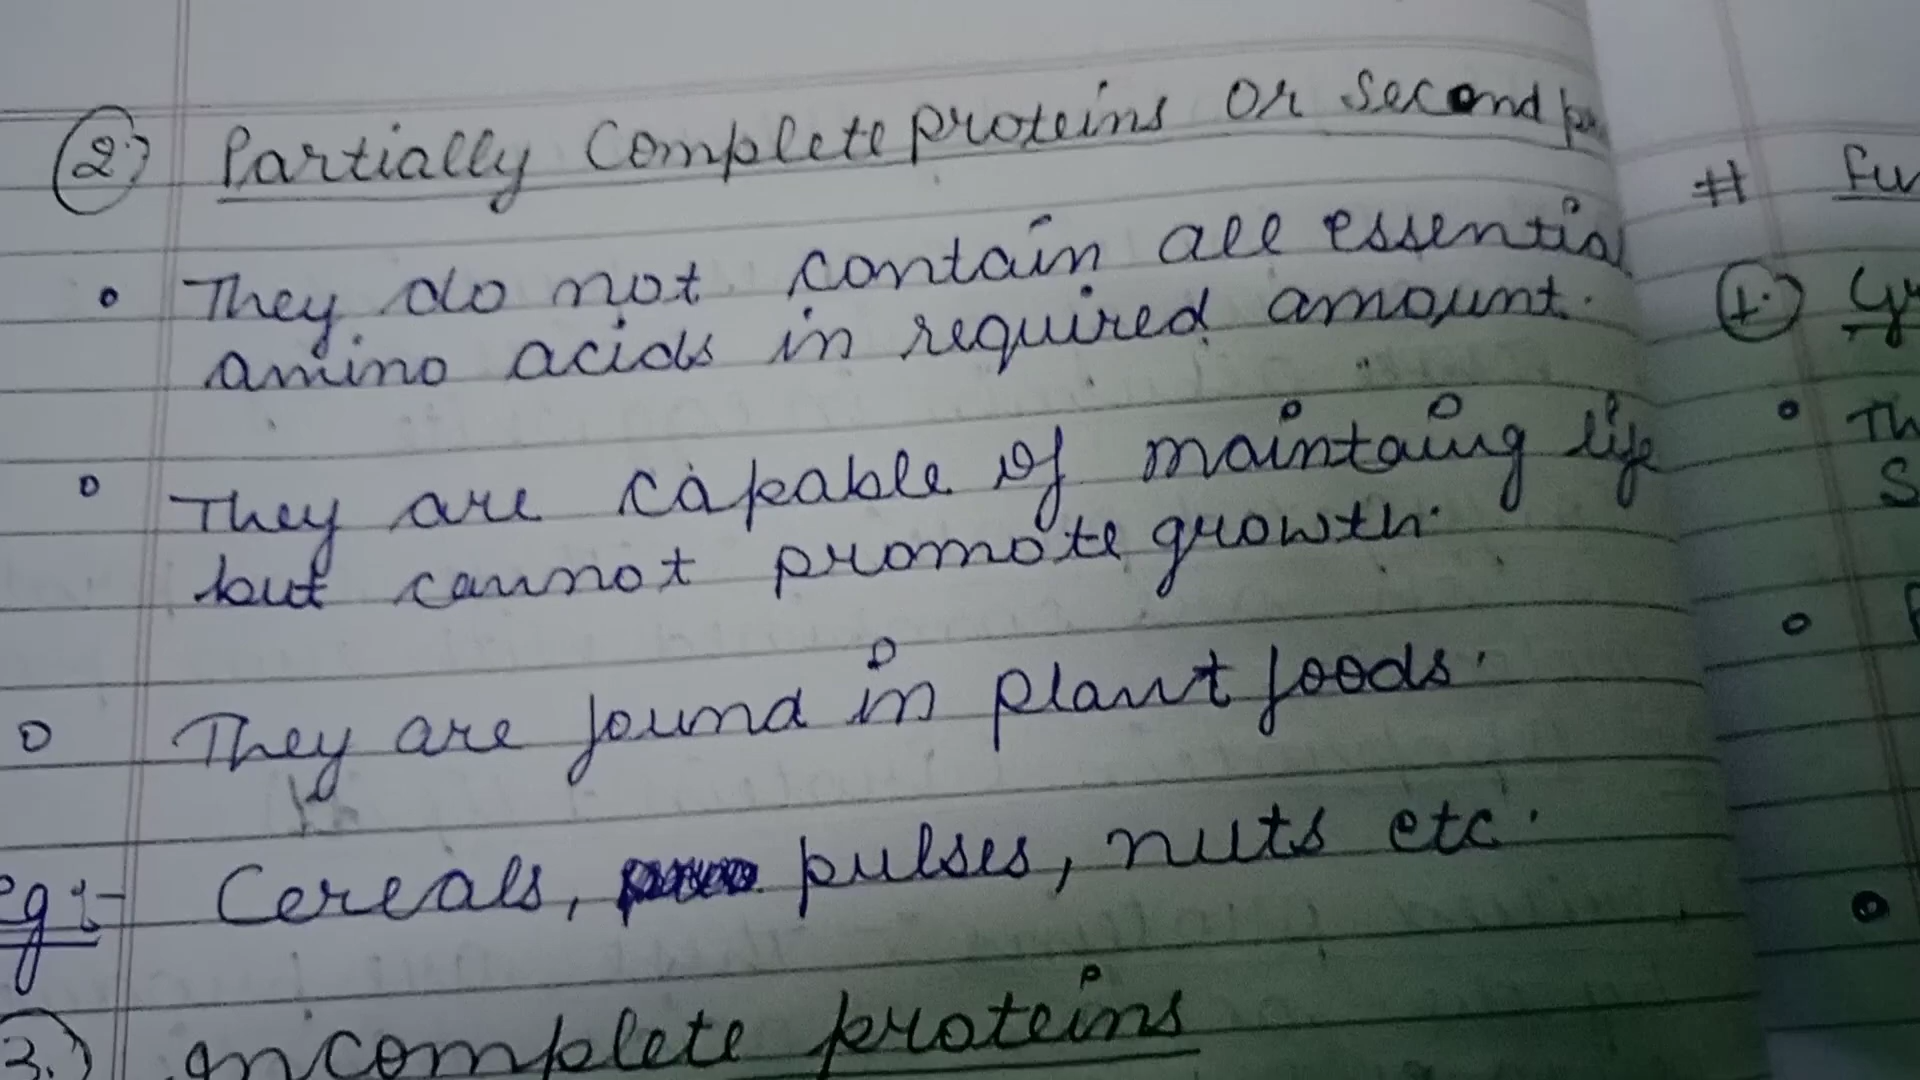 2.) Partially Complete proteins or second
• They do not contain all essential
amino acids in required amount.
• They are capable of maintaing life
but cannot promote growth.
• They are found in plant foods.
eg:- Cereals, pulses, nuts etc.
3.) incomplete proteins
#
1.)
• Th
S
•
•